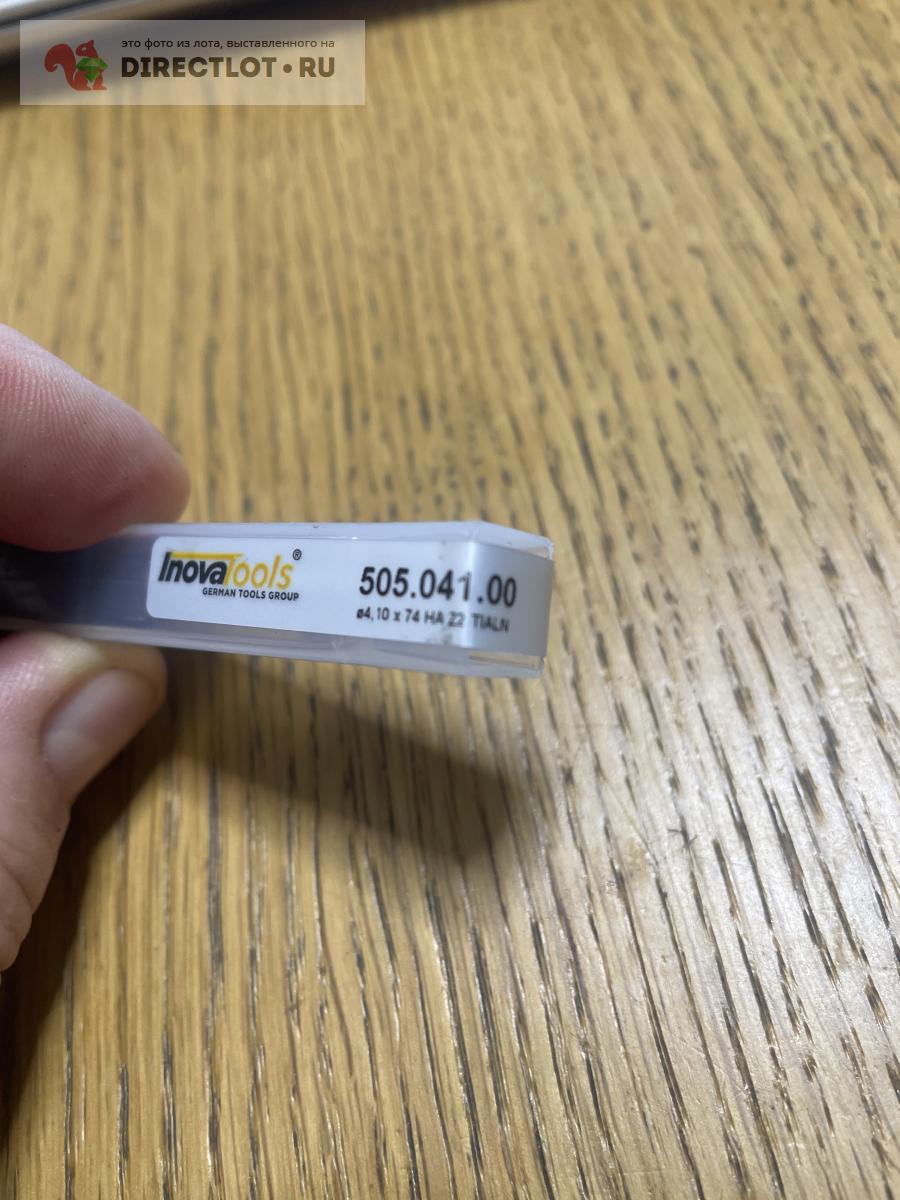 это фото из лота, выставленного на
DIRECTLOT•RU
InovaTools®
GERMAN TOOLS GROUP
505.041.00
ø4,10 x 74 HA Z2 TIALN